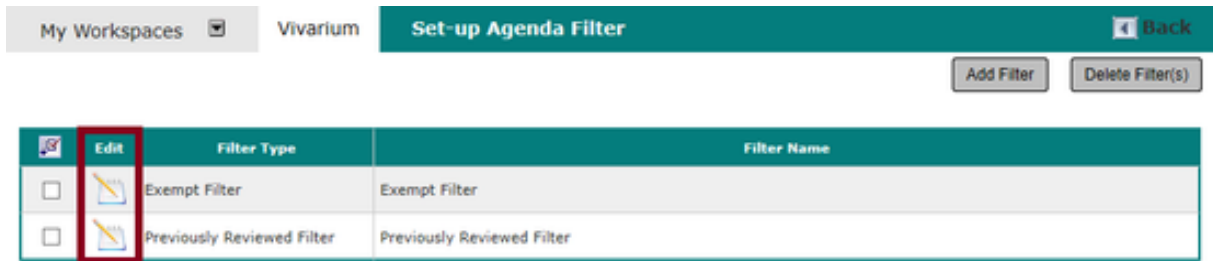 My Workspaces Vivarium Set-up Agenda Filter Back
Add Filter Delete Filter(s)
Edit Filter Type Filter Name
Exempt Filter Exempt Filter
Previously Reviewed Filter Previously Reviewed Filter